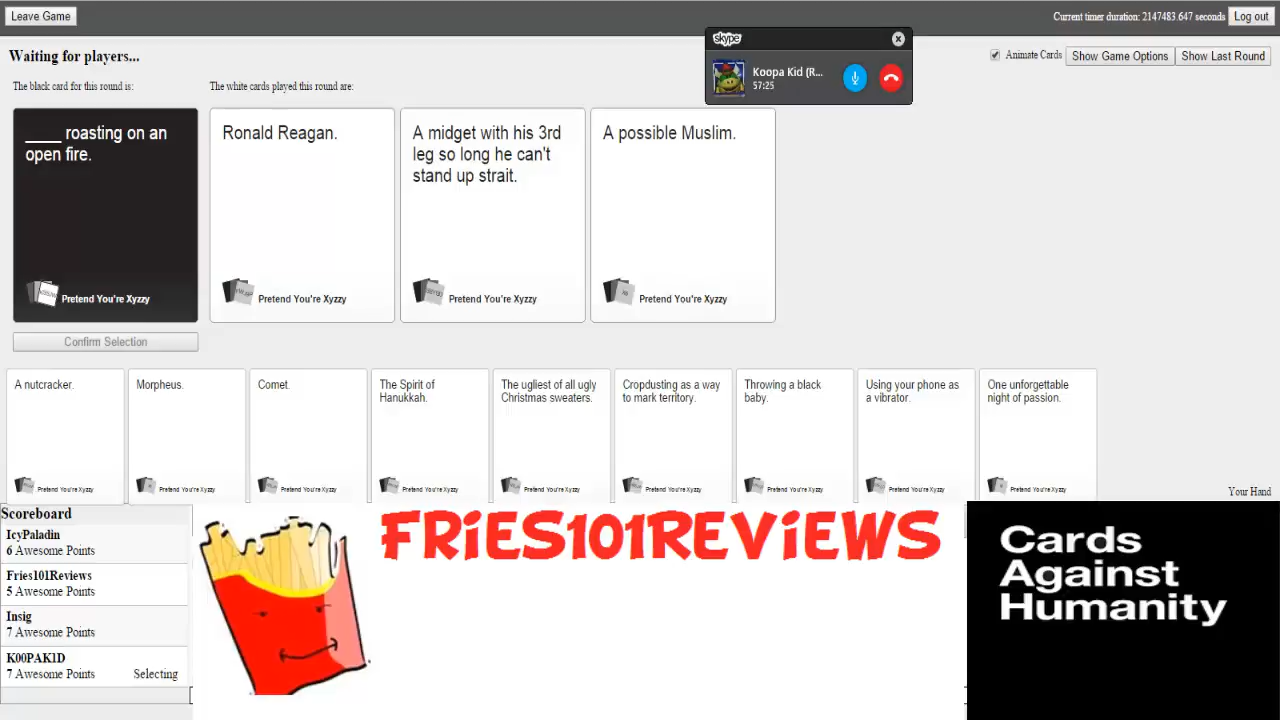 Leave Game
Current timer duration: 2147483.647 seconds
Log out
skype
Waiting for players...
Animate Cards
Show Game Options
Show Last Round
Koopa Kid (R...
57:25
The black card for this round is:
The white cards played this round are:
____ roasting on an
open fire.
Pretend You're Xyzzy
Ronald Reagan.
Pretend You're Xyzzy
A midget with his 3rd
leg so long he can't
stand up strait.
Pretend You're Xyzzy
A possible Muslim.
Pretend You're Xyzzy
Confirm Selection
A nutcracker.
Pretend You're Xyzzy
Morpheus.
Pretend You're Xyzzy
Comet.
Pretend You're Xyzzy
The Spirit of
Hanukkah.
Pretend You're Xyzzy
The ugliest of all ugly
Christmas sweaters.
Pretend You're Xyzzy
Cropdusting as a way
to mark territory.
Pretend You're Xyzzy
Throwing a black
baby.
Pretend You're Xyzzy
Using your phone as
a vibrator.
Pretend You're Xyzzy
One unforgettable
night of passion.
Pretend You're Xyzzy
Your Hand
Scoreboard
IcyPaladin
6 Awesome Points
Fries101Reviews
5 Awesome Points
Insig
7 Awesome Points
K00PAK1D
7 Awesome Points
Selecting
FRiES101REViEWS
Cards
Against
Humanity